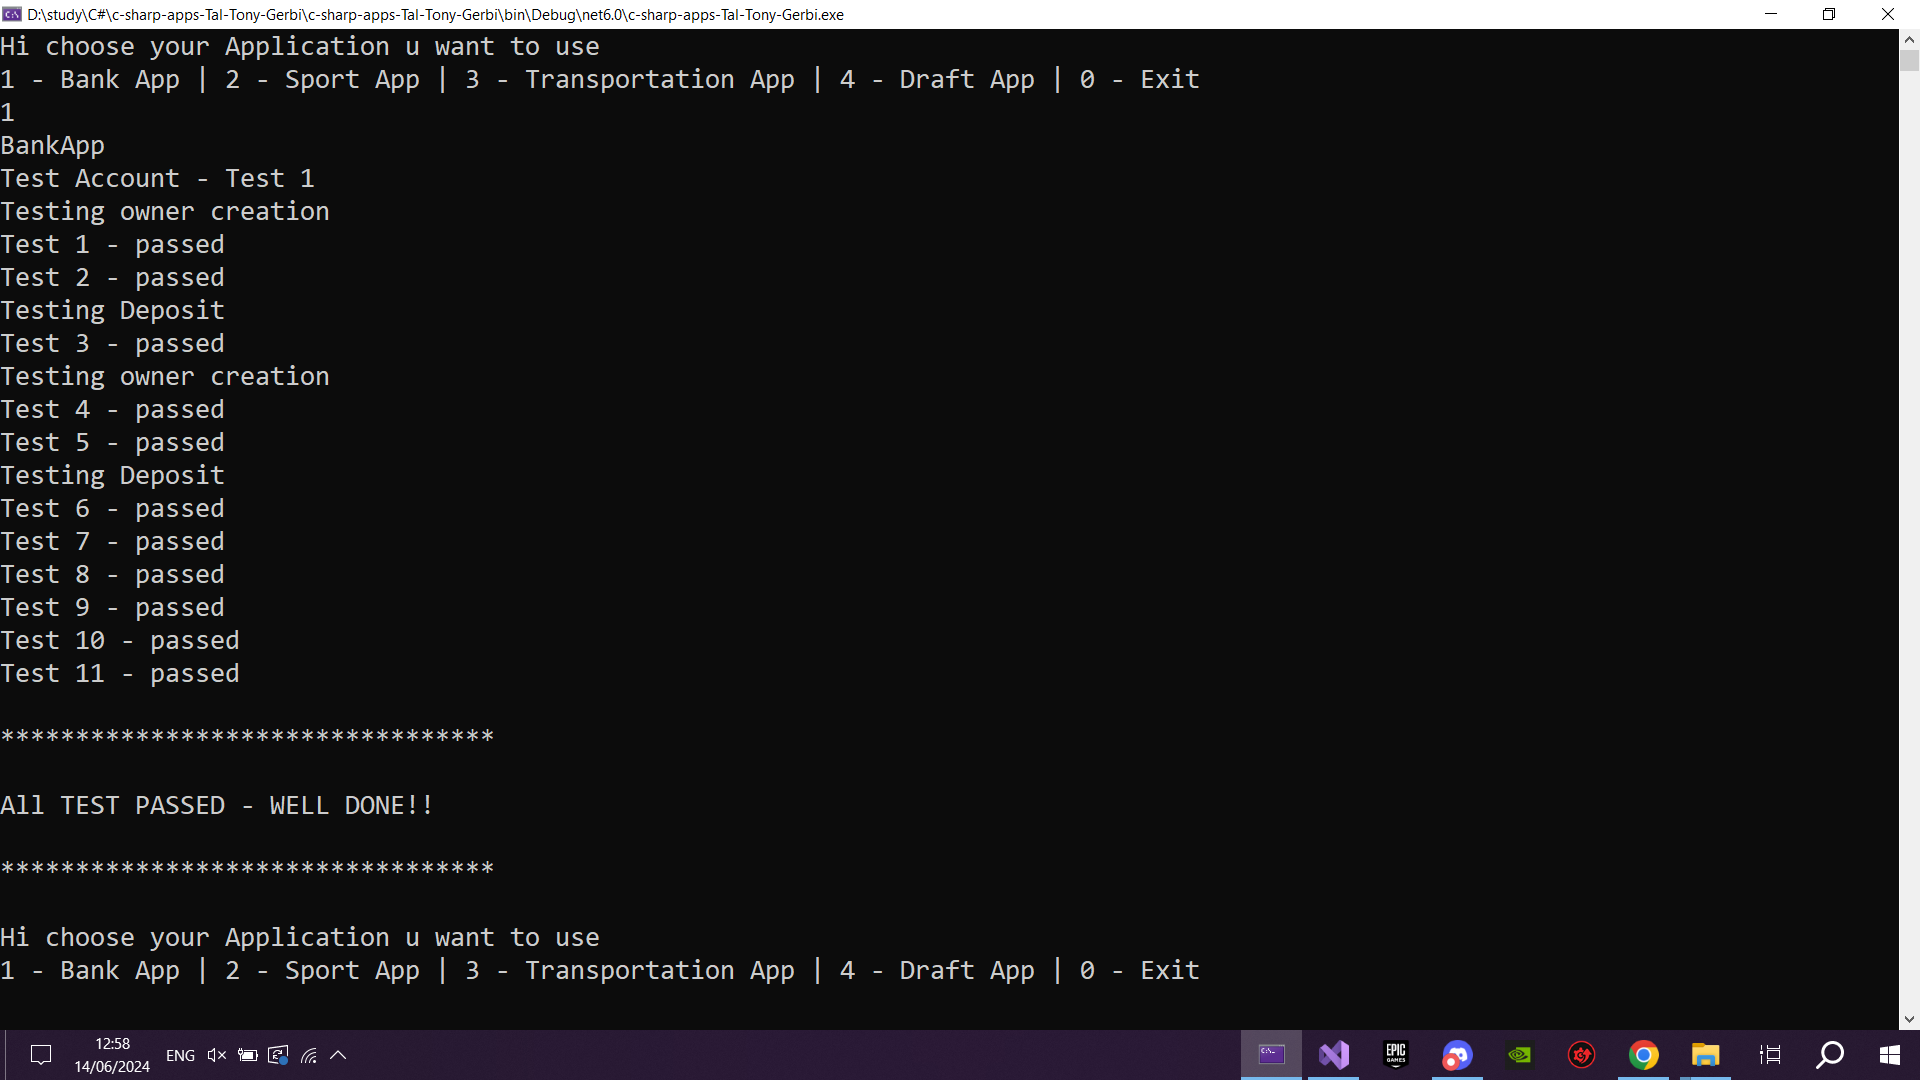 D:\study\C#\c-sharp-apps-Tal-Tony-Gerbi\c-sharp-apps-Tal-Tony-Gerbi\bin\Debug\net6.0\c-sharp-apps-Tal-Tony-Gerbi.exe
Hi choose your Application u want to use
1 - Bank App | 2 - Sport App | 3 - Transportation App | 4 - Draft App | 0 - Exit
1
BankApp
Test Account - Test 1
Testing owner creation
Test 1 - passed
Test 2 - passed
Testing Deposit
Test 3 - passed
Testing owner creation
Test 4 - passed
Test 5 - passed
Testing Deposit
Test 6 - passed
Test 7 - passed
Test 8 - passed
Test 9 - passed
Test 10 - passed
Test 11 - passed
*********************************
All TEST PASSED - WELL DONE!!
*********************************
Hi choose your Application u want to use
1 - Bank App | 2 - Sport App | 3 - Transportation App | 4 - Draft App | 0 - Exit
12:58
14/06/2024
ENG
EPIC
GAMES